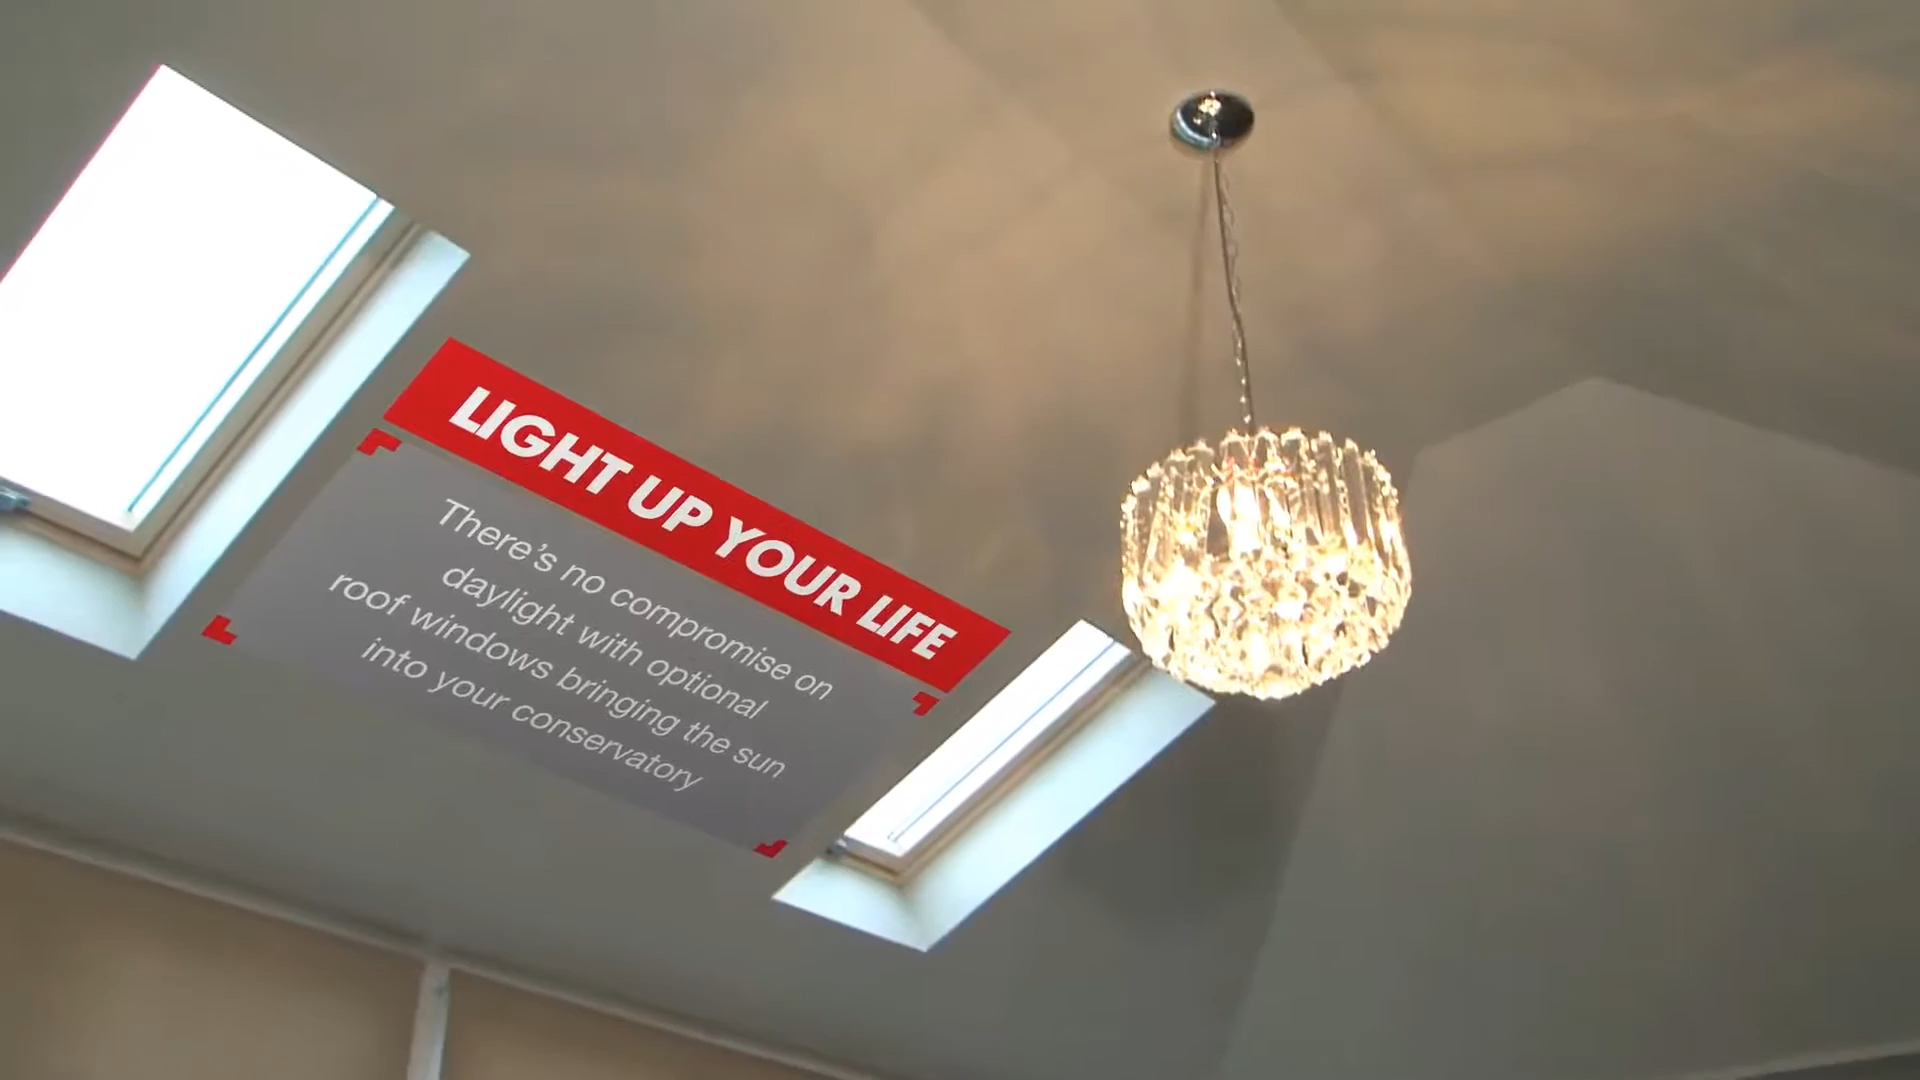 LIGHT UP YOUR LIFE
There's no compromise on
daylight with optional
roof windows bringing the sun
into your conservatory